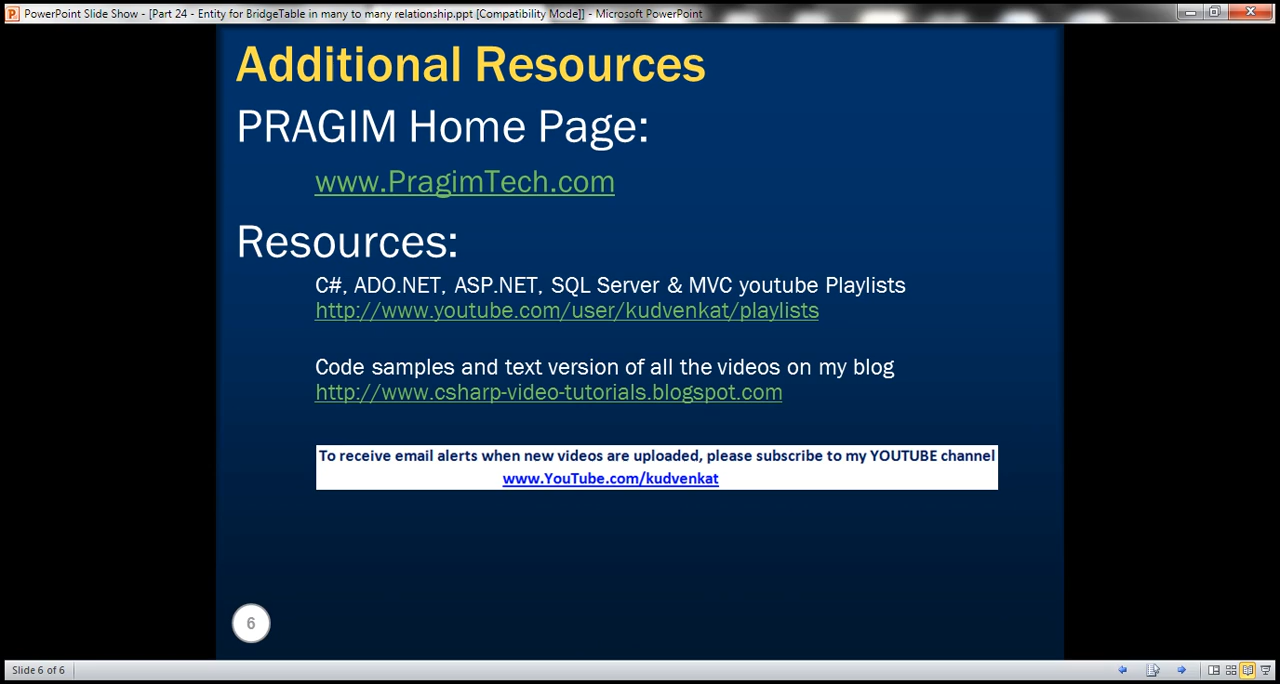 PowerPoint Slide Show - [Part 24 - Entity for BridgeTable in many to many relationship.ppt [Compatibility Mode]] - Microsoft PowerPoint
Additional Resources
PRAGIM Home Page:
www.PragimTech.com
Resources:
C#, ADO.NET, ASP.NET, SQL Server & MVC youtube Playlists
http://www.youtube.com/user/kudvenkat/playlists
Code samples and text version of all the videos on my blog
http://www.csharp-video-tutorials.blogspot.com
To receive email alerts when new videos are uploaded, please subscribe to my YOUTUBE channel
www.YouTube.com/kudvenkat
6
Slide 6 of 6